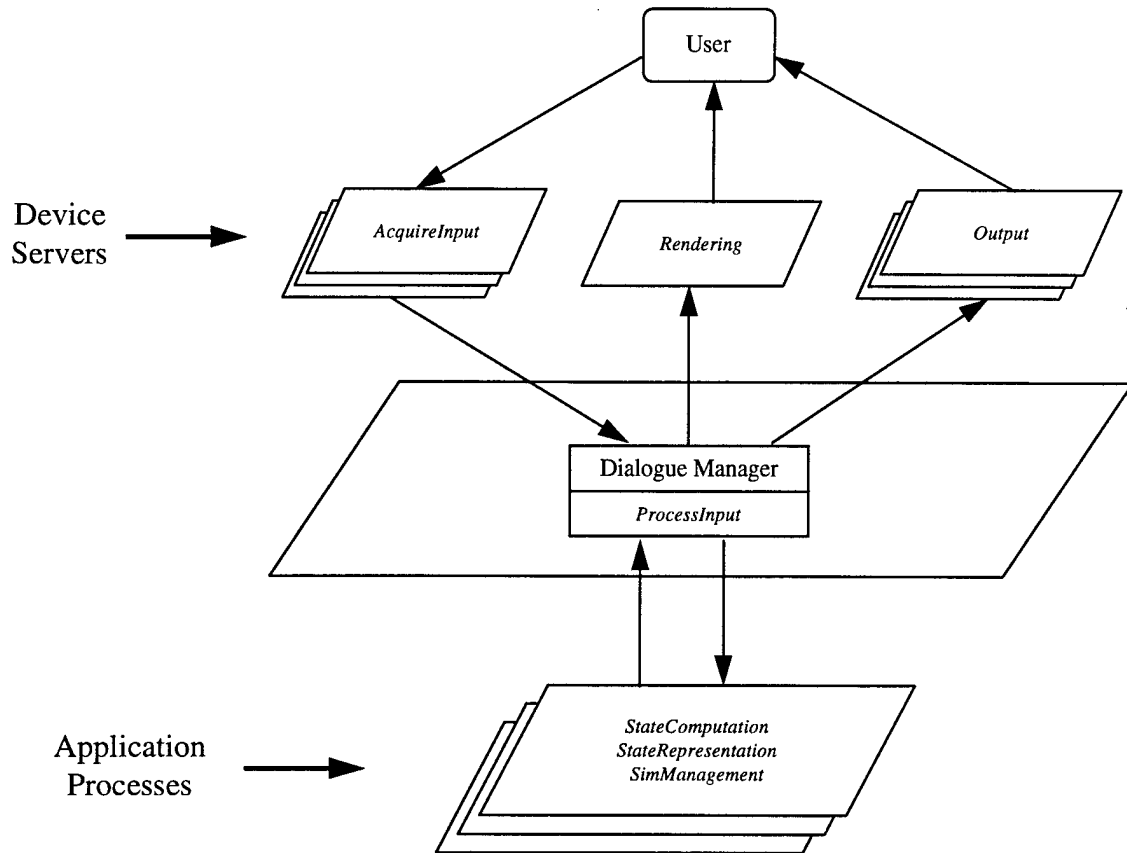 User
Device
Servers
AcquireInput
Rendering
Output
Dialogue Manager
ProcessInput
Application
Processes
StateComputation
StateRepresentation
SimManagement